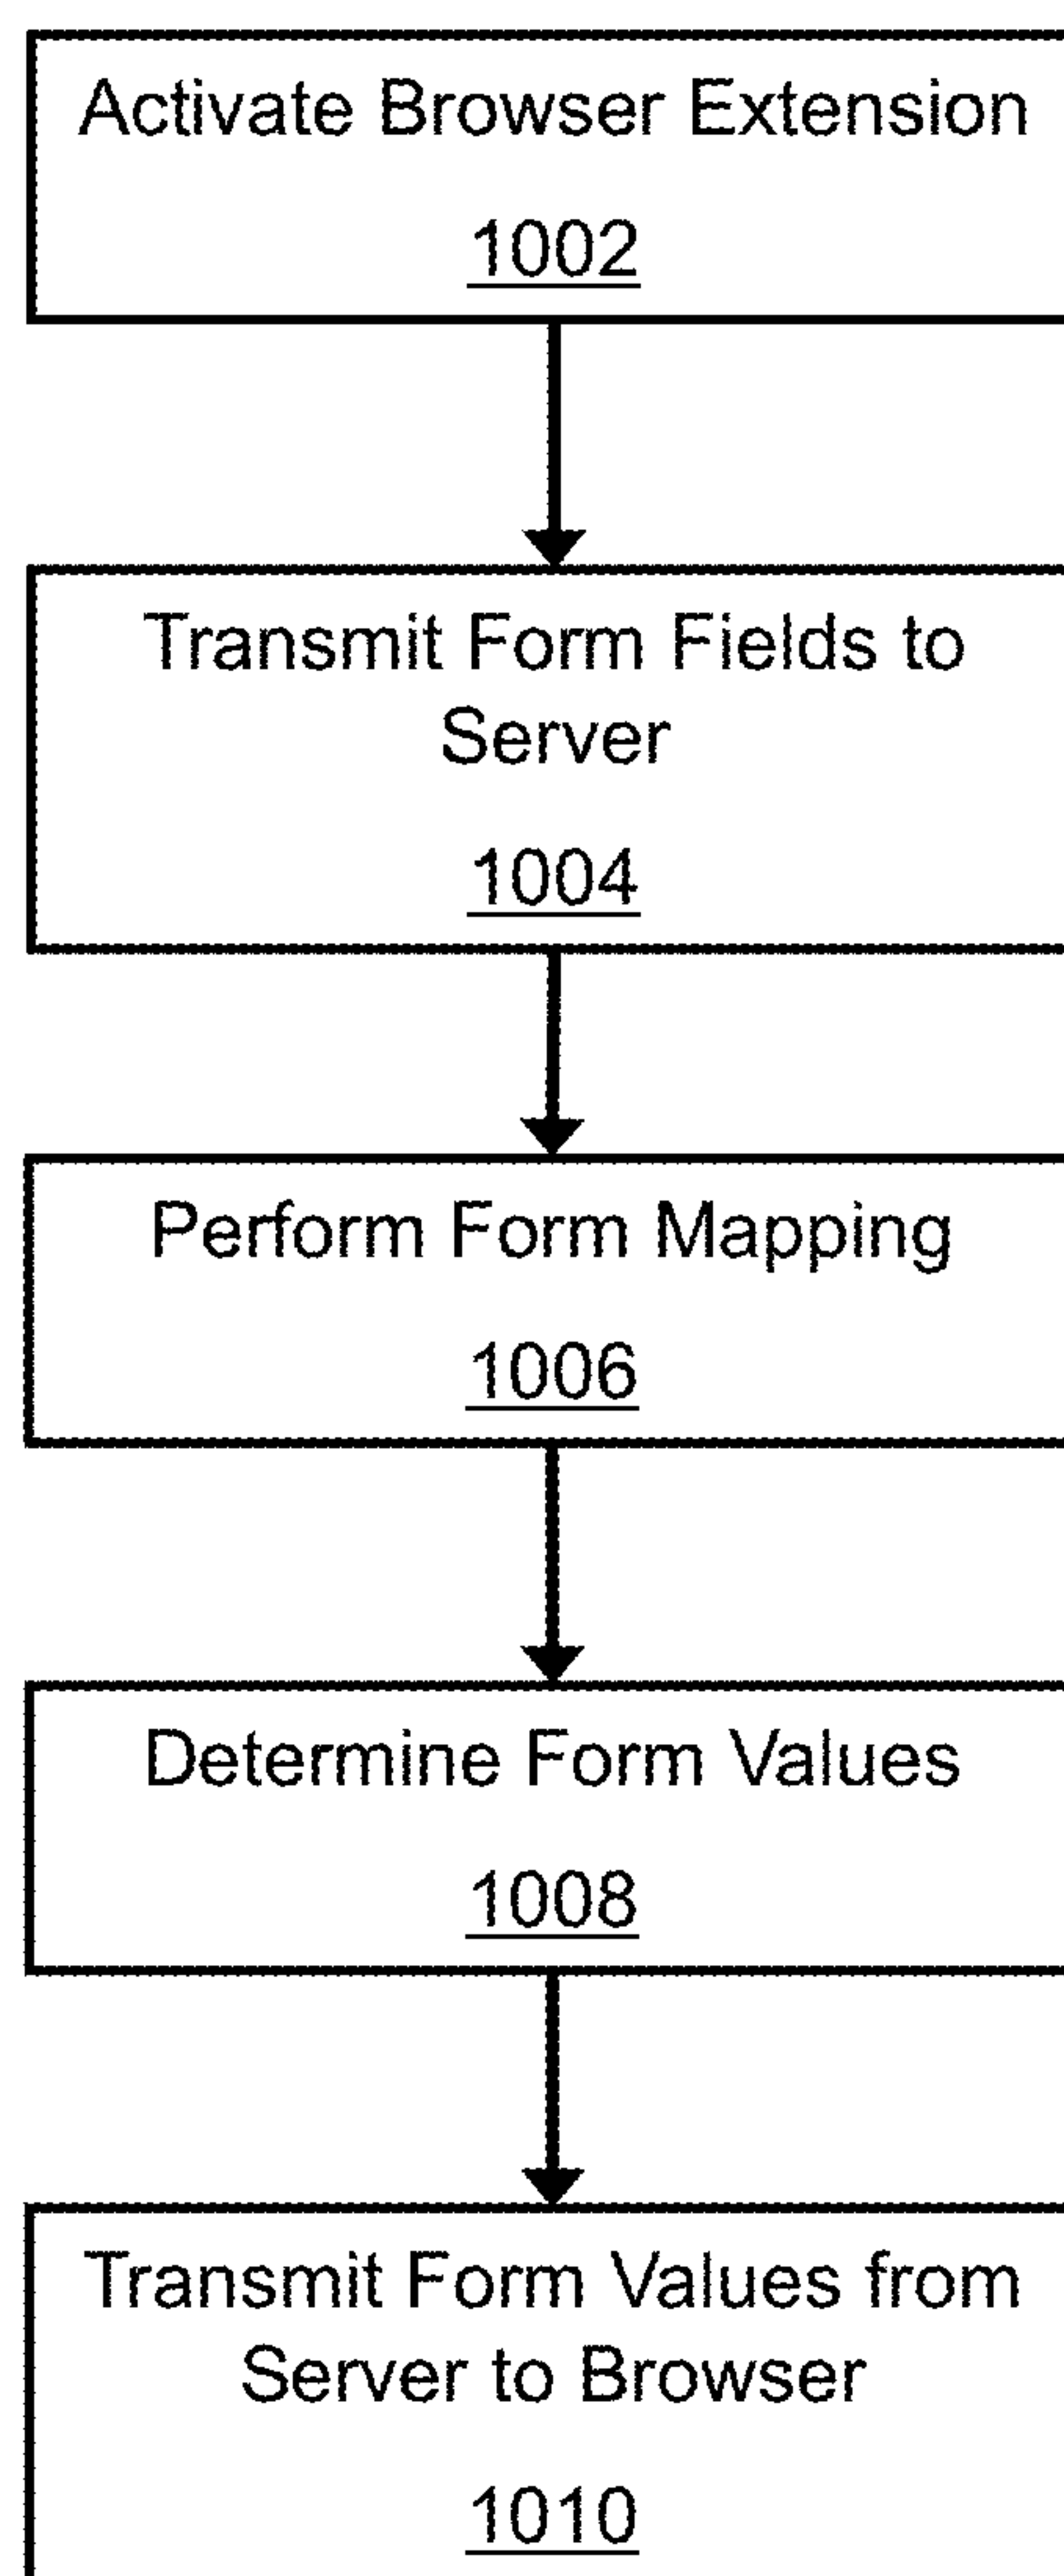 Activate Browser Extension
1002
Transmit Form Fields to
Server
1004
Perform Form Mapping
1006
Determine Form Values
1008
Transmit Form Values from
Server to Browser
1010